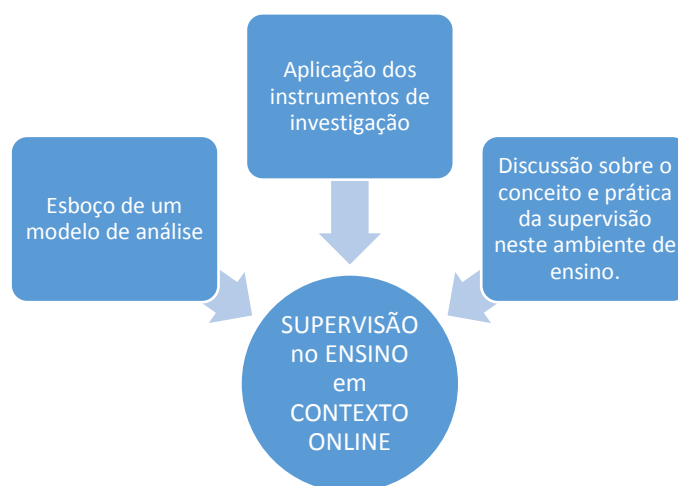 Aplicação dos
instrumentos de
investigação
Esboço de um
modelo de análise
Discussão sobre o
conceito e prática
da supervisão
neste ambiente de
ensino.
SUPERVISÃO
no ENSINO
em
CONTEXTO
ONLINE